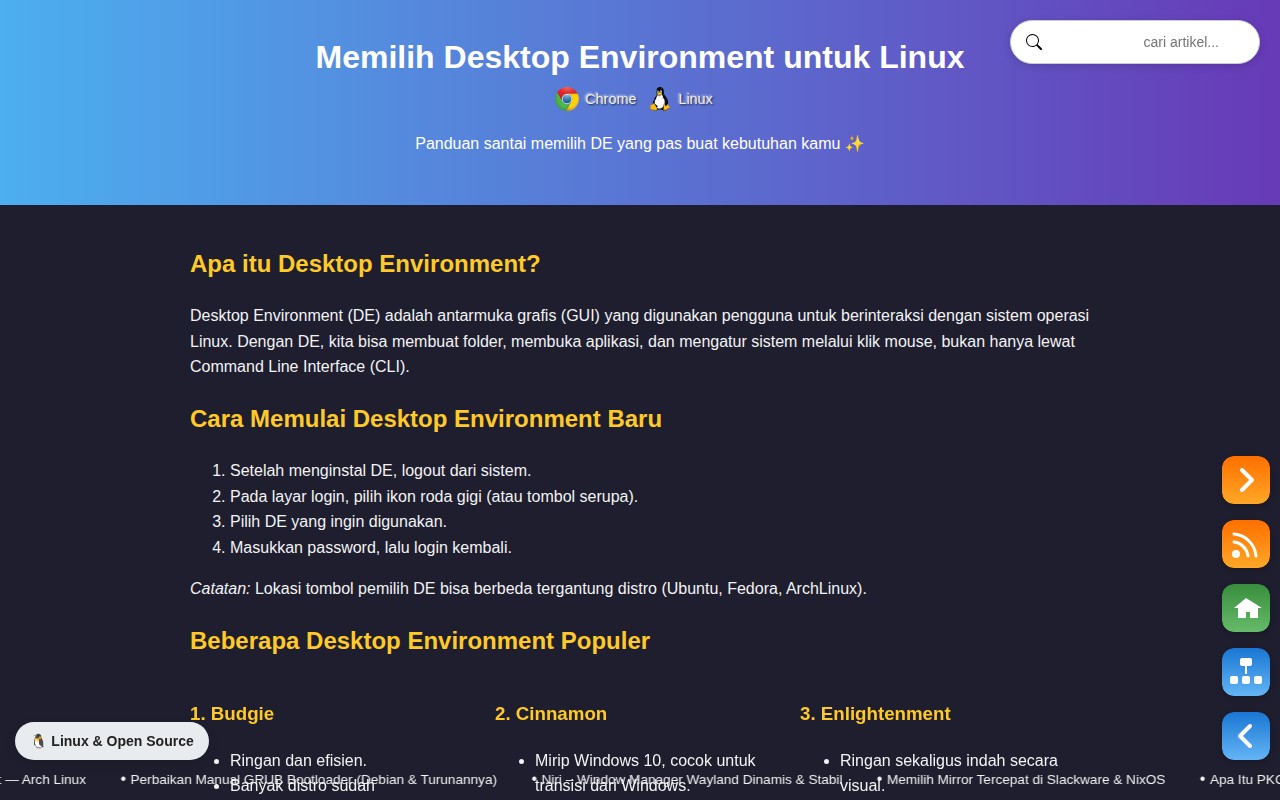 Memilih Desktop Environment untuk Linux
cari artikel...
Chrome Linux
Panduan santai memilih DE yang pas buat kebutuhan kamu ✨
Apa itu Desktop Environment?
Desktop Environment (DE) adalah antarmuka grafis (GUI) yang digunakan pengguna untuk berinteraksi dengan sistem operasi
Linux. Dengan DE, kita bisa membuat folder, membuka aplikasi, dan mengatur sistem melalui klik mouse, bukan hanya lewat
Command Line Interface (CLI).
Cara Memulai Desktop Environment Baru
1. Setelah menginstal DE, logout dari sistem.
2. Pada layar login, pilih ikon roda gigi (atau tombol serupa).
3. Pilih DE yang ingin digunakan.
4. Masukkan password, lalu login kembali.
Catatan: Lokasi tombol pemilih DE bisa berbeda tergantung distro (Ubuntu, Fedora, ArchLinux).
Beberapa Desktop Environment Populer
1. Budgie
• Ringan dan efisien.
• Banyak distro sudah
2. Cinnamon
• Mirip Windows 10, cocok untuk
transisi dari Windows.
3. Enlightenment
• Ringan sekaligus indah secara
visual.
🐧 Linux & Open Source
— Arch Linux • Perbaikan Manual GRUB Bootloader (Debian & Turunannya) • Niri – Window Manager Wayland Dinamis & Stabil • Memilih Mirror Tercepat di Slackware & NixOS • Apa Itu